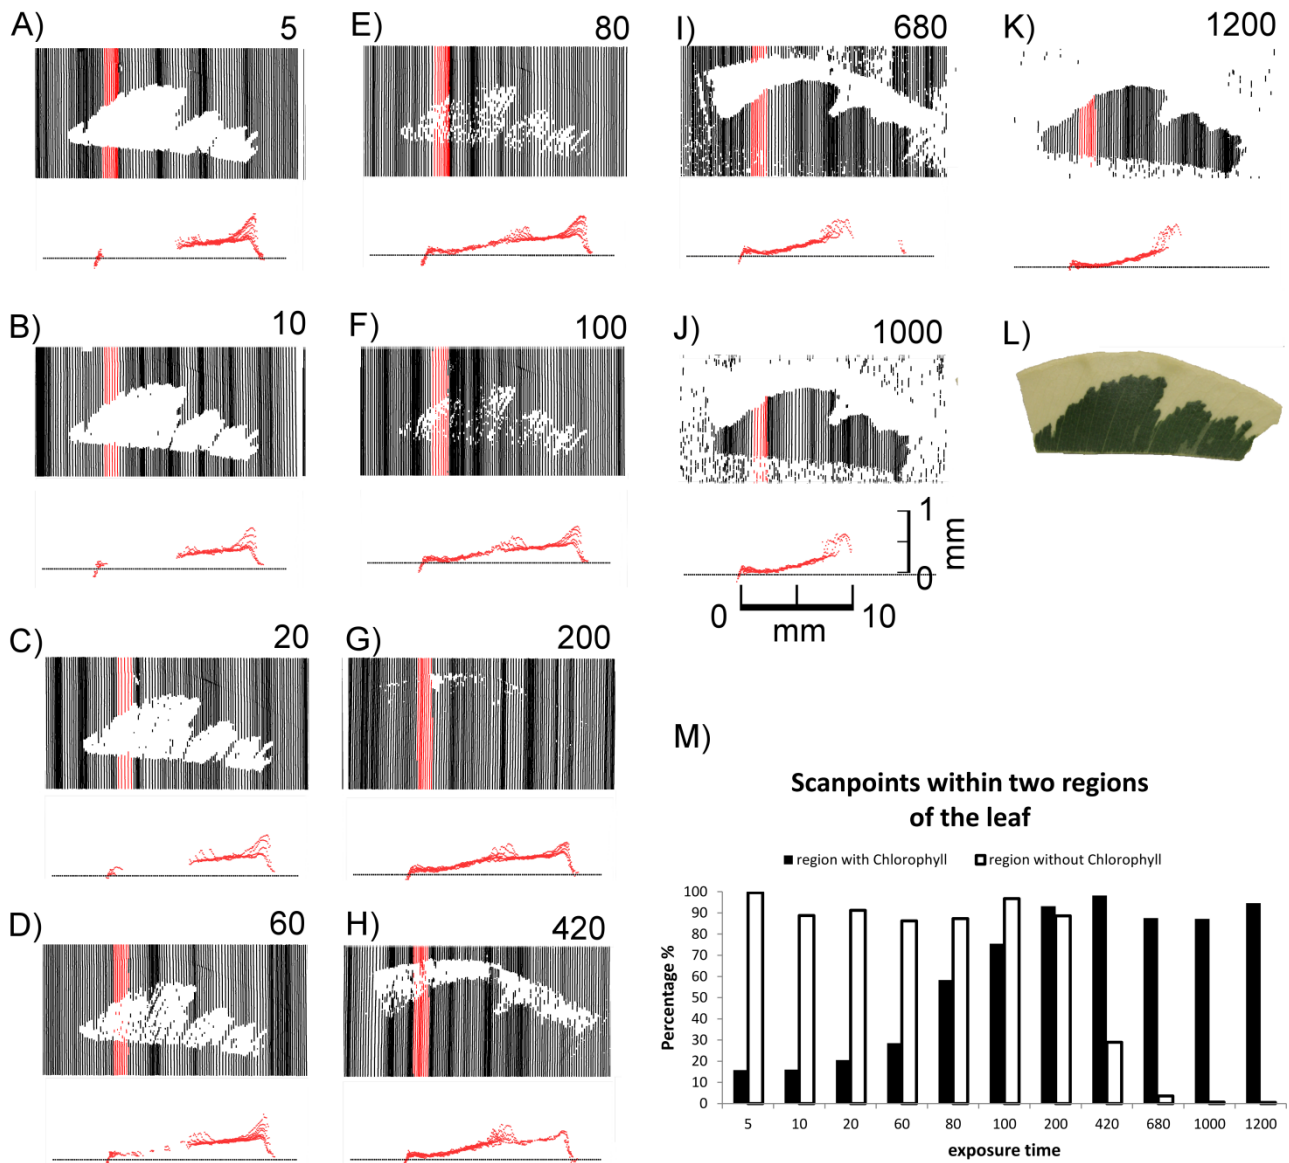 A) 5
E) 80
I) 680
K) 1200
B) 10
F) 100
J) 1000
L)
1
mm
0
0 10
mm
C) 20
G) 200
D) 60
H) 420
M)
Scanpoints within two regions
of the leaf
region with Chlorophyll region without Chlorophyll
Percentage %
100
90
80
70
60
50
40
30
20
10
0
5 10 20 60 80 100 200 420 680 1000 1200
exposure time